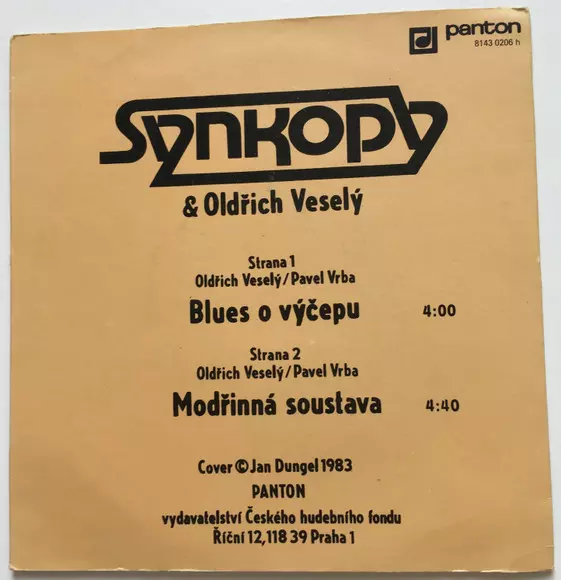 panton
8143 0206 h
Synkopy
& Oldřich Veselý
Strana 1
Oldřich Veselý/Pavel Vrba
Blues o výčepu 4:00
Strana 2
Oldřich Veselý/Pavel Vrba
Modřinná soustava 4:40
Cover © Jan Dungel 1983
PANTON
vydavatelství Českého hudebního fondu
Říční 12, 118 39 Praha 1